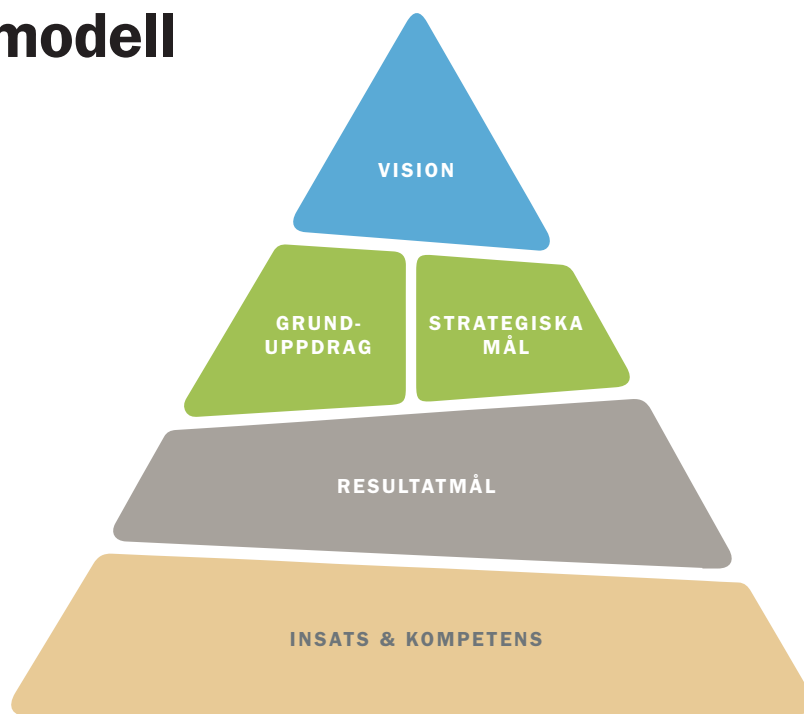 modell
VISION
GRUND-
UPPDRAG
STRATEGISKA
MÅL
RESULTATMÅL
INSATS & KOMPETENS